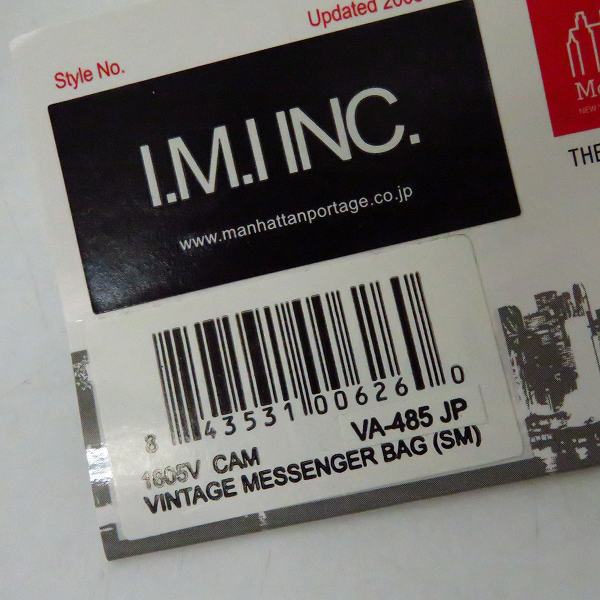 Updated
Style No.
I.M.I INC.
www.manhattanportage.co.jp
NEW
THE
8 43531 00626 0
VA-485 JP
1605V CAM
VINTAGE MESSENGER BAG (SM)